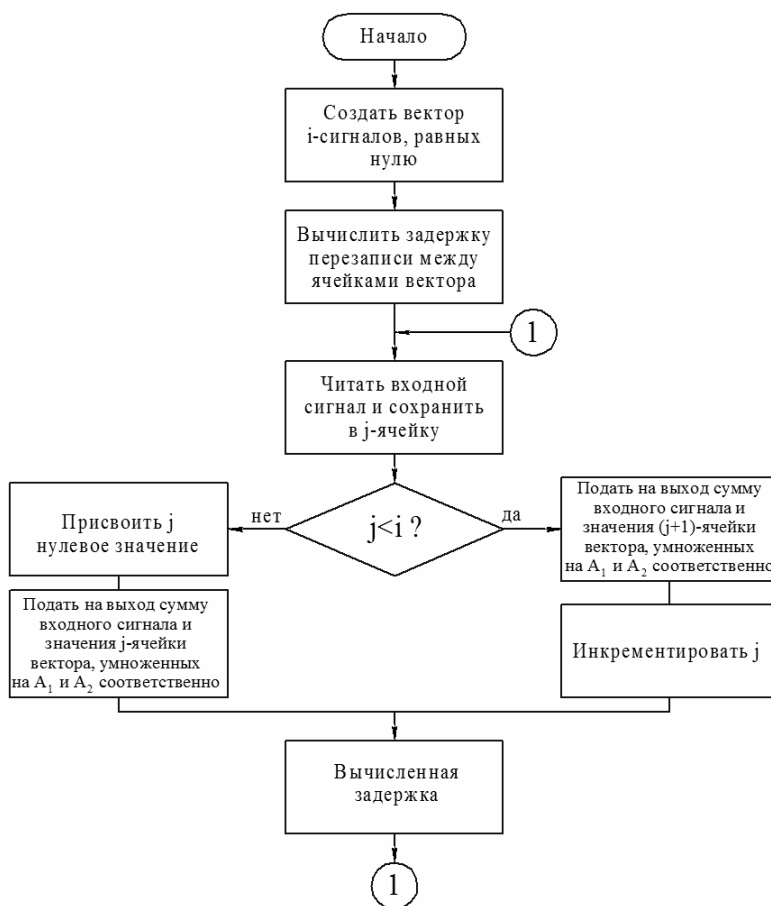 Начало
Создать вектор
i-сигналов, равных
нулю
Вычислить задержку
перезаписи между
ячейками вектора
1
Читать входной
сигнал и сохранить
в j-ячейку
j<i ?
нет
да
Присвоить j
нулевое значение
Подать на выход сумму
входного сигнала и
значения j-ячейки
вектора, умноженных
на A₁ и A₂ соответственно
Подать на выход сумму
входного сигнала и
значения (j+1)-ячейки
вектора, умноженных
на A₁ и A₂ соответственно
Инкрементировать j
Вычисленная
задержка
1